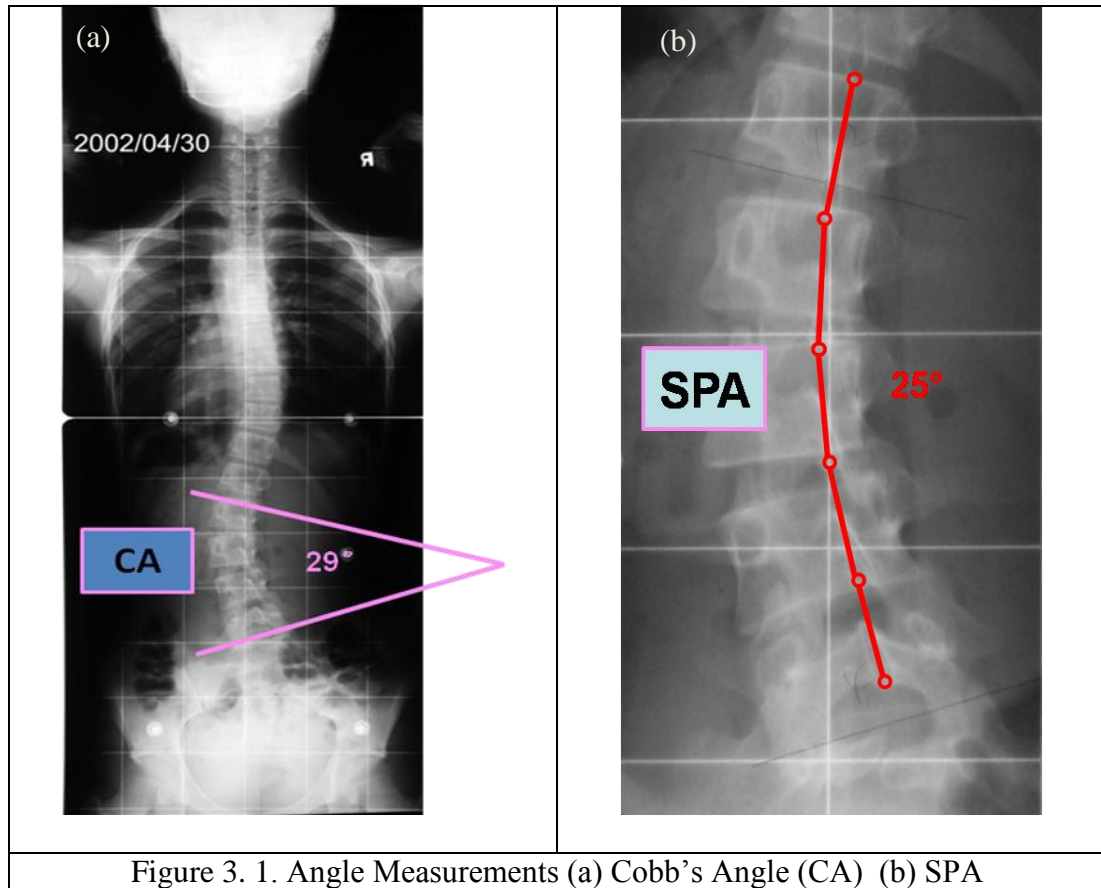 (a)
2002/04/30
R
CA
29°
(b)
SPA
25°
Figure 3. 1. Angle Measurements (a) Cobb's Angle (CA) (b) SPA